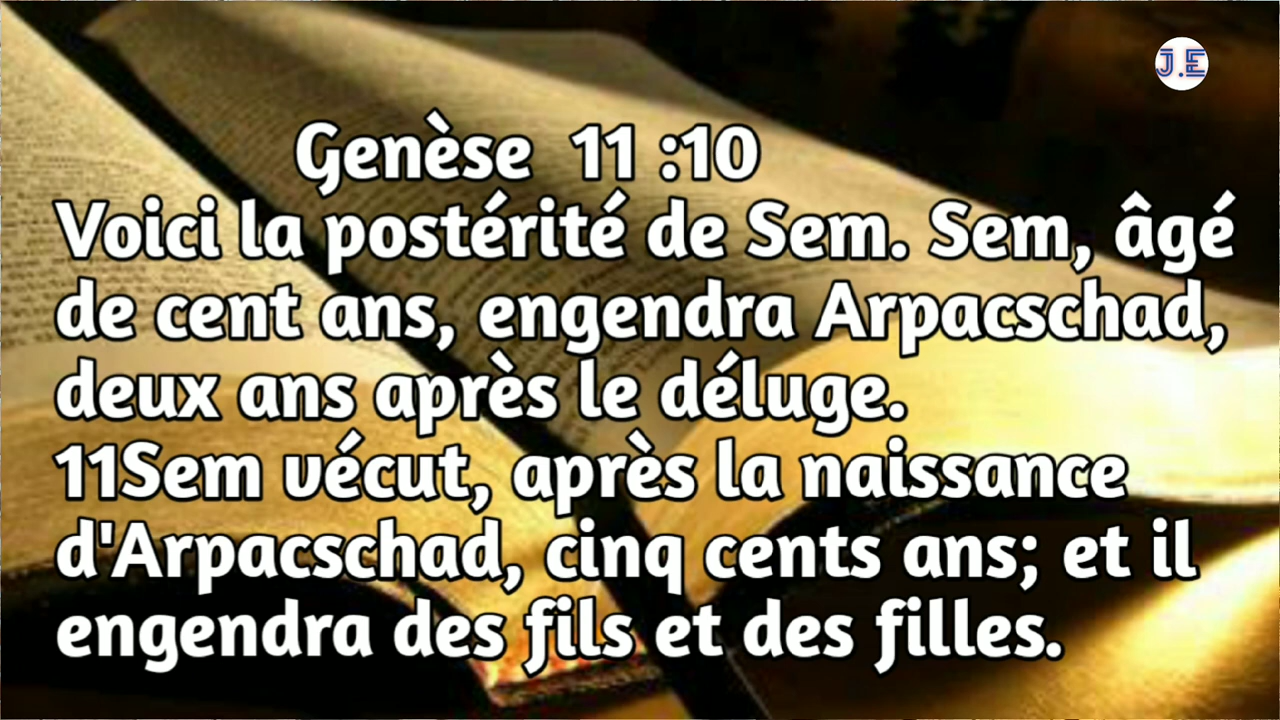 J.E
Genèse 11 :10
Voici la postérité de Sem. Sem, âgé
de cent ans, engendra Arpacschad,
deux ans après le déluge.
11Sem vécut, après la naissance
d'Arpacschad, cinq cents ans; et il
engendra des fils et des filles.